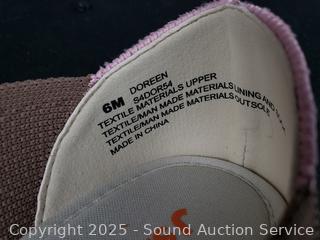 6M DOREEN
S4DOR54
TEXTILE MATERIALS UPPER
TEXTILE/MAN MADE MATERIALS LINING AND
TEXTILE/MAN MADE MATERIALS OUTSOLE
MADE IN CHINA
Copyright 2025 - Sound Auction Service